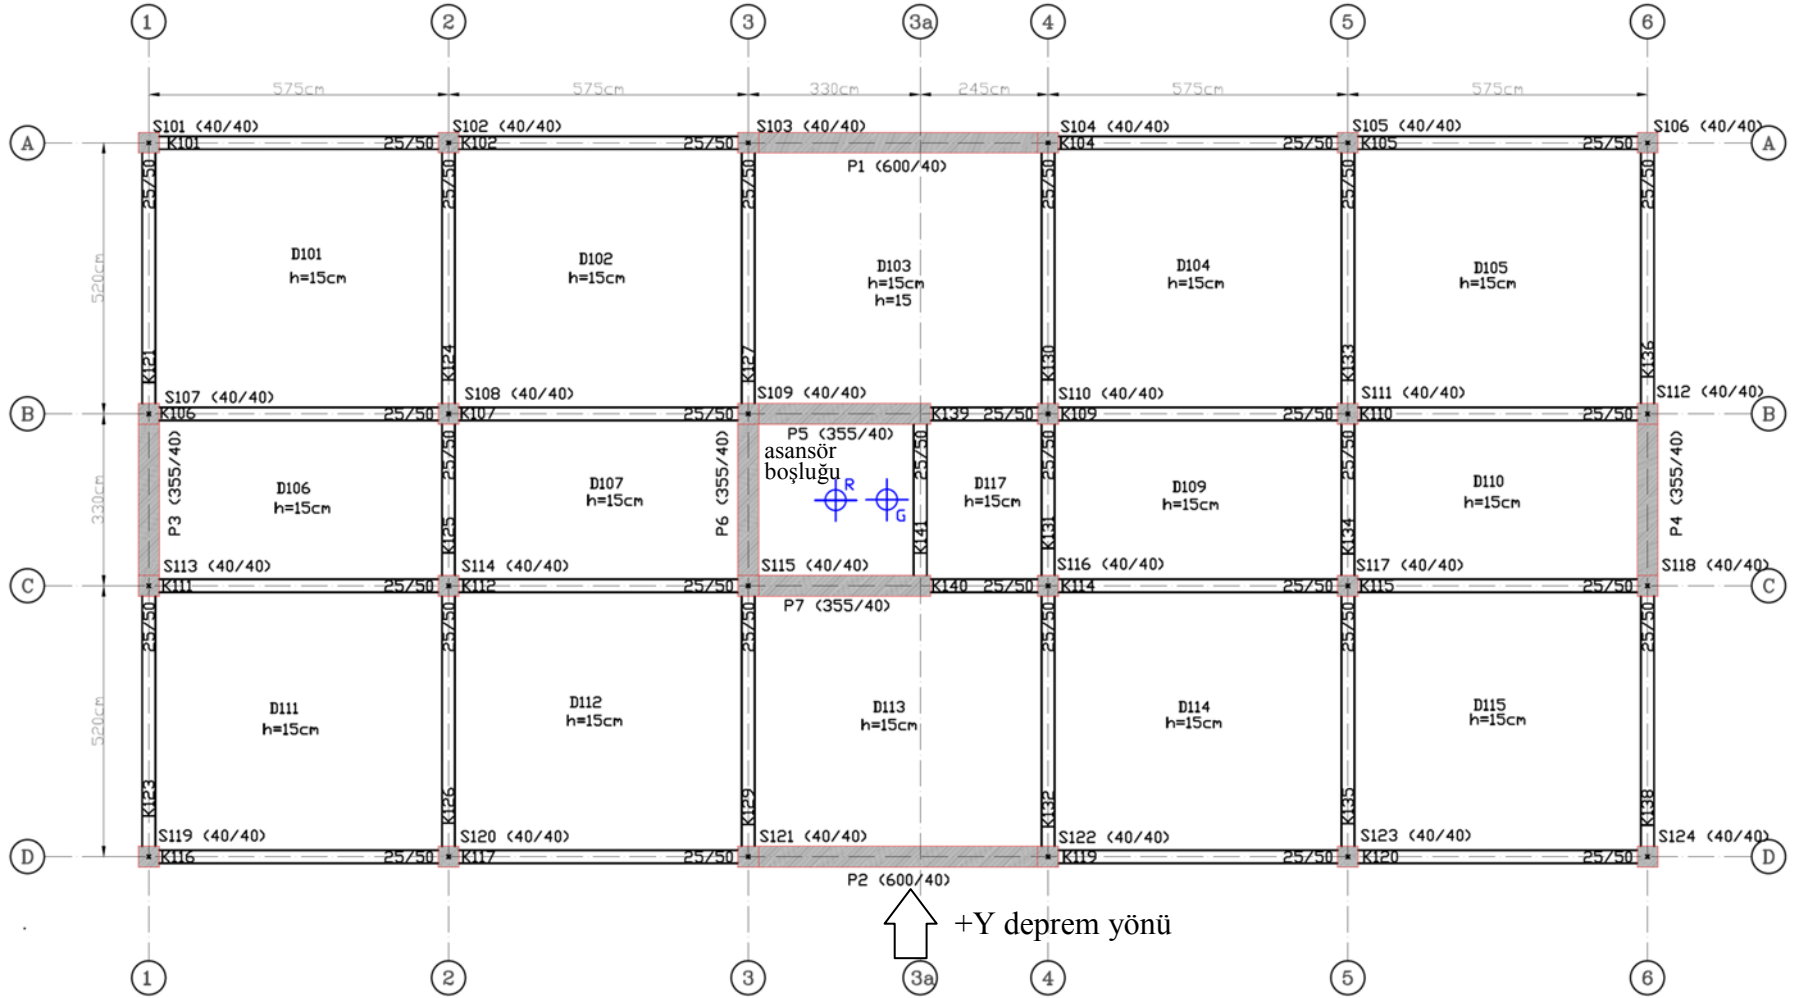 1 2 3 3a 4 5 6
575cm 575cm 330cm 245cm 575cm 575cm
S101 (40/40) S102 (40/40) S103 (40/40) S104 (40/40) S105 (40/40) S106 (40/40)
A K101 25/50 K102 25/50 K104 25/50 K105 25/50 A
P1 (600/40)
25/50 25/50 25/50 25/50 25/50 25/50
520cm
D101
h=15cm
D102
h=15cm
D103
h=15cm
h=15
D104
h=15cm
D105
h=15cm
K121 K124 K127 K130 K133 K136
S107 (40/40) S108 (40/40) S109 (40/40) S110 (40/40) S111 (40/40) S112 (40/40)
B K106 25/50 K107 25/50 K139 25/50 K109 25/50 K110 25/50 B
P5 (355/40)
asansör
boşluğu
P3 (355/40) 25/50 P6 (355/40) 25/50 25/50 25/50 P4 (355/40)
330cm
R
G
D106
h=15cm
D107
h=15cm
D117
h=15cm
D109
h=15cm
D110
h=15cm
K125 K141 K131 K134
S113 (40/40) S114 (40/40) S115 (40/40) S116 (40/40) S117 (40/40) S118 (40/40)
C K111 25/50 K112 25/50 K140 25/50 K114 25/50 K115 25/50 C
P7 (355/40)
25/50 25/50 25/50 25/50 25/50 25/50
520cm
D111
h=15cm
D112
h=15cm
D113
h=15cm
D114
h=15cm
D115
h=15cm
K123 K126 K129 K132 K135 K138
S119 (40/40) S120 (40/40) S121 (40/40) S122 (40/40) S123 (40/40) S124 (40/40)
D K116 25/50 K117 25/50 K119 25/50 K120 25/50 D
P2 (600/40)
+Y deprem yönü
1 2 3 3a 4 5 6